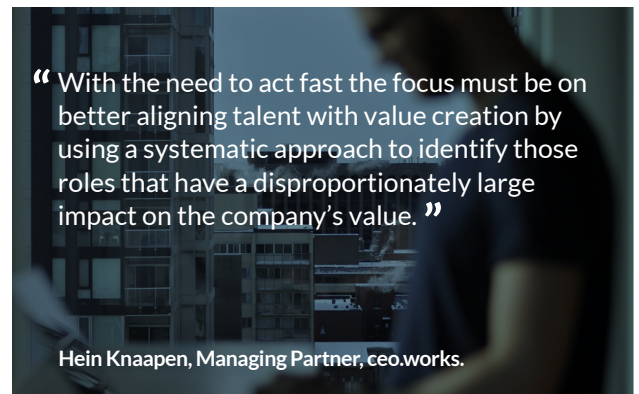 “ With the need to act fast the focus must be on
better aligning talent with value creation by
using a systematic approach to identify those
roles that have a disproportionately large
impact on the company’s value. ”
Hein Knaapen, Managing Partner, ceo.works.